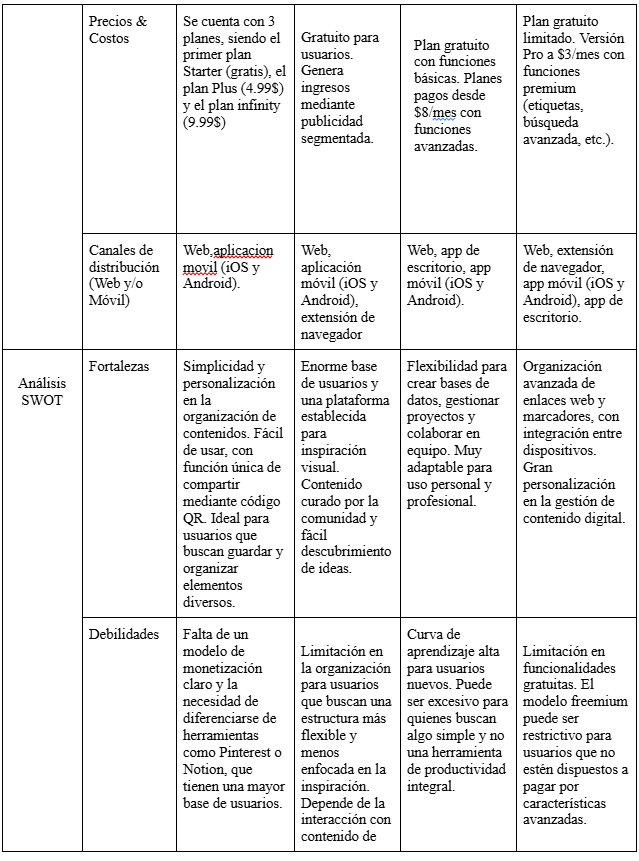 Precios &
Costos
Se cuenta con 3
planes, siendo el
primer plan
Starter (gratis), el
plan Plus (4.99$)
y el plan infinity
(9.99$)
Gratuito para
usuarios.
Genera
ingresos
mediante
publicidad
segmentada.
Plan gratuito
con funciones
básicas. Planes
pagos desde
$8/mes con
funciones
avanzadas.
Plan gratuito
limitado. Versión
Pro a $3/mes con
funciones
premium
(etiquetas,
búsqueda
avanzada, etc.).
Canales de
distribución
(Web y/o
Móvil)
Web,aplicacion
movil (iOS y
Android).
Web,
aplicación
móvil (iOS y
Android),
extensión de
navegador
Web, app de
escritorio, app
móvil (iOS y
Android).
Web, extensión
de navegador,
app móvil (iOS y
Android), app de
escritorio.
Análisis
SWOT
Fortalezas
Simplicidad y
personalización
en la
organización de
contenidos. Fácil
de usar, con
función única de
compartir
mediante código
QR. Ideal para
usuarios que
buscan guardar y
organizar
elementos
diversos.
Enorme base
de usuarios y
una plataforma
establecida
para
inspiración
visual.
Contenido
curado por la
comunidad y
fácil
descubrimiento
de ideas.
Flexibilidad para
crear bases de
datos, gestionar
proyectos y
colaborar en
equipo. Muy
adaptable para
uso personal y
profesional.
Organización
avanzada de
enlaces web y
marcadores, con
integración entre
dispositivos.
Gran
personalización
en la gestión de
contenido digital.
Debilidades
Falta de un
modelo de
monetización
claro y la
necesidad de
diferenciarse de
herramientas
como Pinterest o
Notion, que
tienen una mayor
base de usuarios.
Limitación en
la organización
para usuarios
que buscan una
estructura más
flexible y
menos
enfocada en la
inspiración.
Depende de la
interacción con
contenido de
Curva de
aprendizaje alta
para usuarios
nuevos. Puede
ser excesivo para
quienes buscan
algo simple y no
una herramienta
de productividad
integral.
Limitación en
funcionalidades
gratuitas. El
modelo freemium
puede ser
restrictivo para
usuarios que no
estén dispuestos a
pagar por
características
avanzadas.